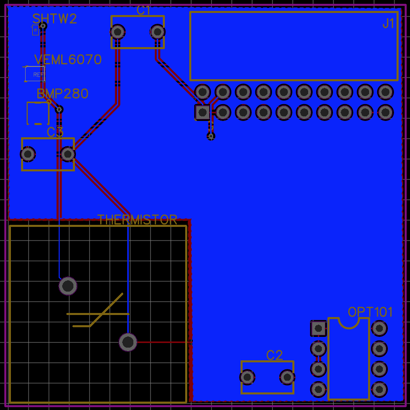 C1
SHTW2
J1
VEML6070
BMP280
C3
THERMISTOR
OPT101
C2